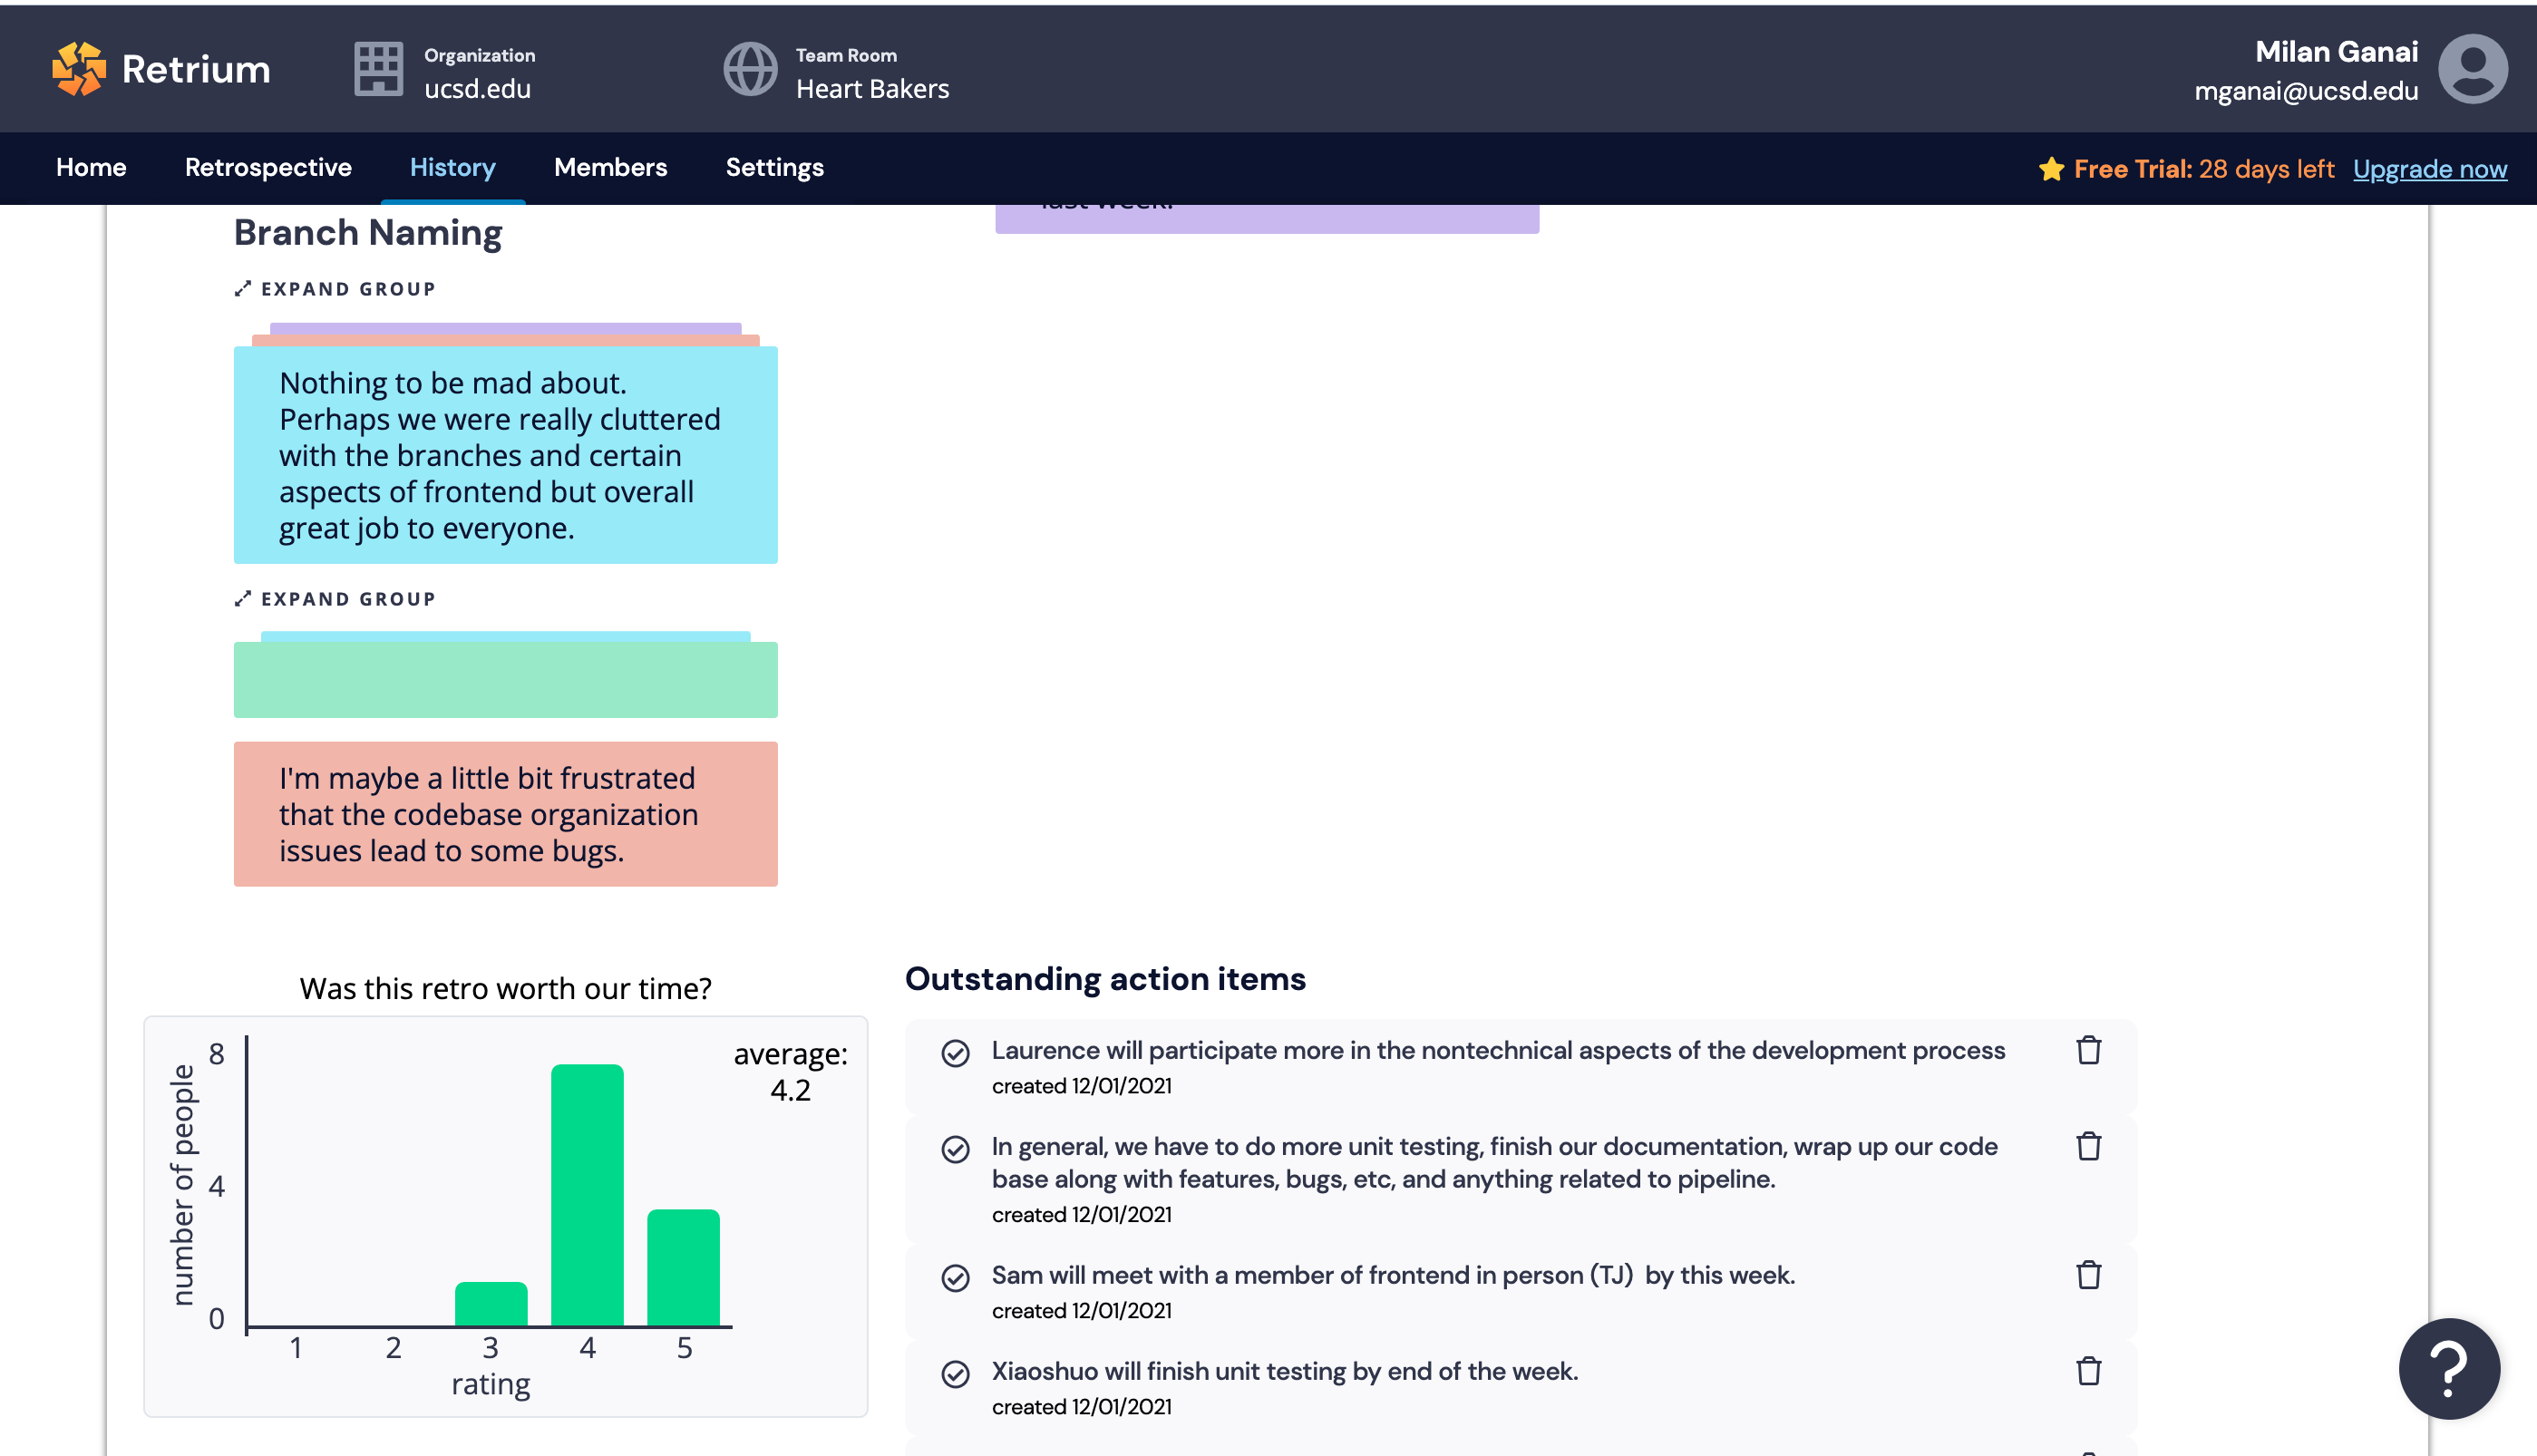 Retrium
Organization
ucsd.edu
Team Room
Heart Bakers
Milan Ganai
mganai@ucsd.edu
Home
Retrospective
History
Members
Settings
Free Trial: 28 days left
Upgrade now
last week.
Branch Naming
EXPAND GROUP
Nothing to be mad about.
Perhaps we were really cluttered
with the branches and certain
aspects of frontend but overall
great job to everyone.
EXPAND GROUP
I'm maybe a little bit frustrated
that the codebase organization
issues lead to some bugs.
Was this retro worth our time?
number of people
8
4
0
average:
4.2
1 2 3 4 5
rating
Outstanding action items
Laurence will participate more in the nontechnical aspects of the development process
created 12/01/2021
In general, we have to do more unit testing, finish our documentation, wrap up our code
base along with features, bugs, etc, and anything related to pipeline.
created 12/01/2021
Sam will meet with a member of frontend in person (TJ)  by this week.
created 12/01/2021
Xiaoshuo will finish unit testing by end of the week.
created 12/01/2021
?